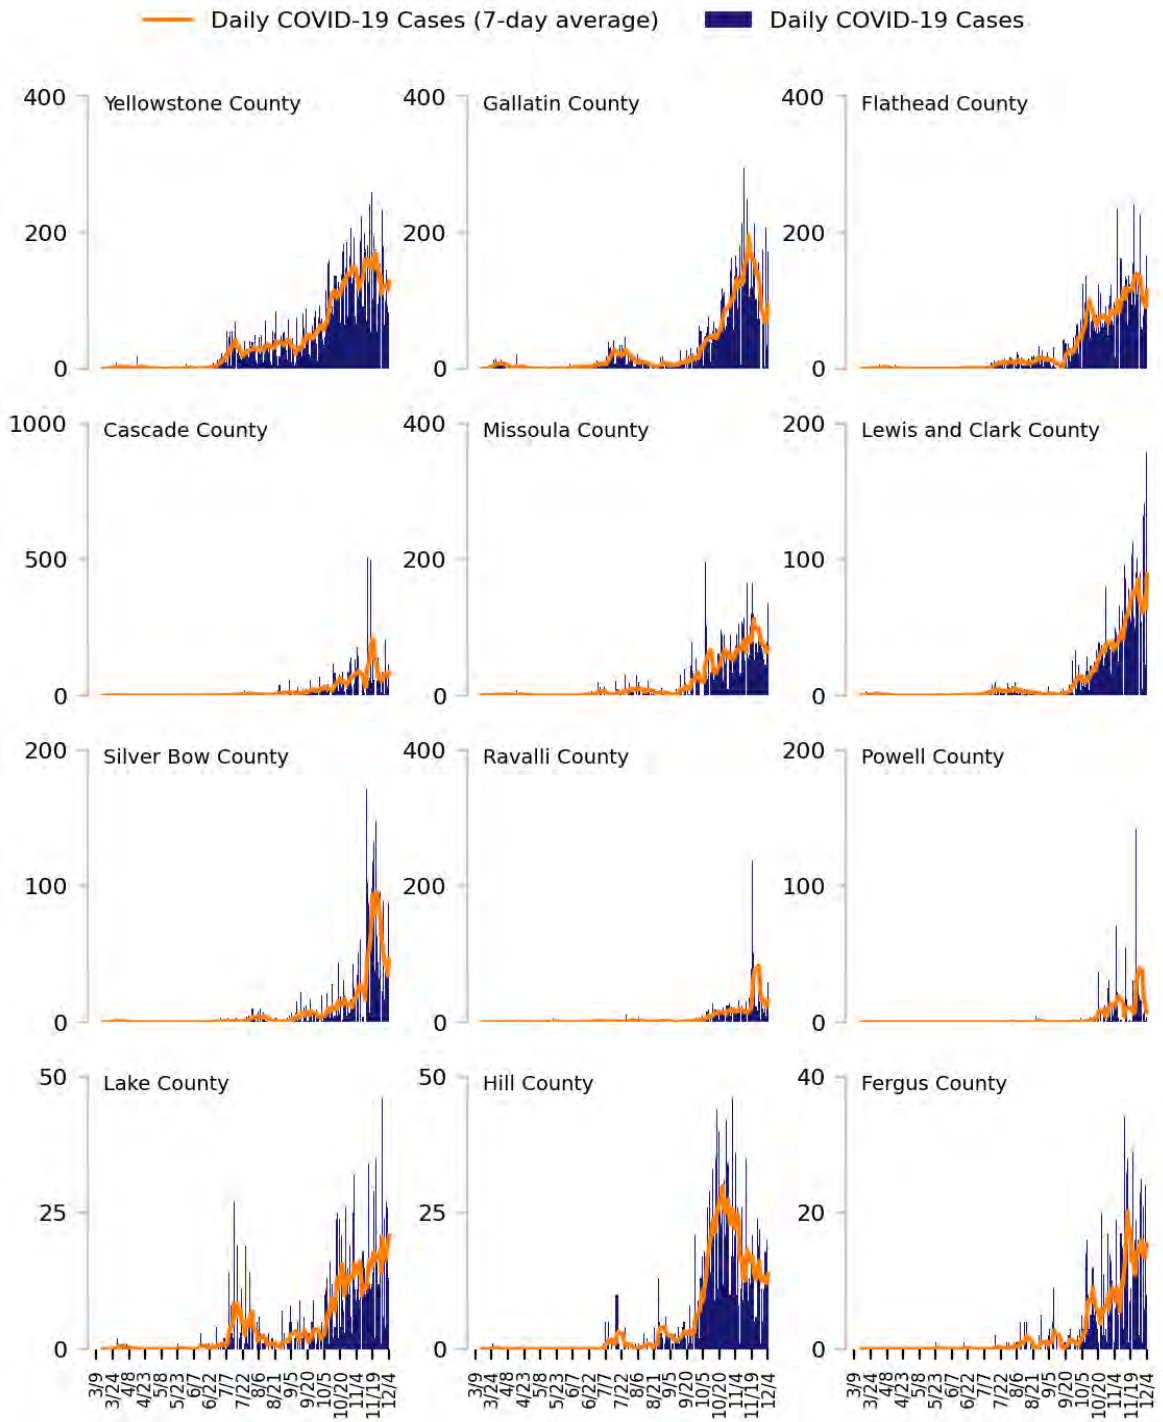 Daily COVID-19 Cases (7-day average) Daily COVID-19 Cases
Yellowstone County
400
200
0
Gallatin County
400
200
0
Flathead County
400
200
0
Cascade County
1000
500
0
Missoula County
400
200
0
Lewis and Clark County
200
100
0
Silver Bow County
200
100
0
Ravalli County
400
200
0
Powell County
200
100
0
Lake County
50
25
0
3/9 3/24 4/8 4/23 5/8 5/23 6/7 6/22 7/7 7/22 8/6 8/21 9/5 9/20 10/5 10/20 11/4 11/19 12/4
Hill County
50
25
0
3/9 3/24 4/8 4/23 5/8 5/23 6/7 6/22 7/7 7/22 8/6 8/21 9/5 9/20 10/5 10/20 11/4 11/19 12/4
Fergus County
40
20
0
3/9 3/24 4/8 4/23 5/8 5/23 6/7 6/22 7/7 7/22 8/6 8/21 9/5 9/20 10/5 10/20 11/4 11/19 12/4